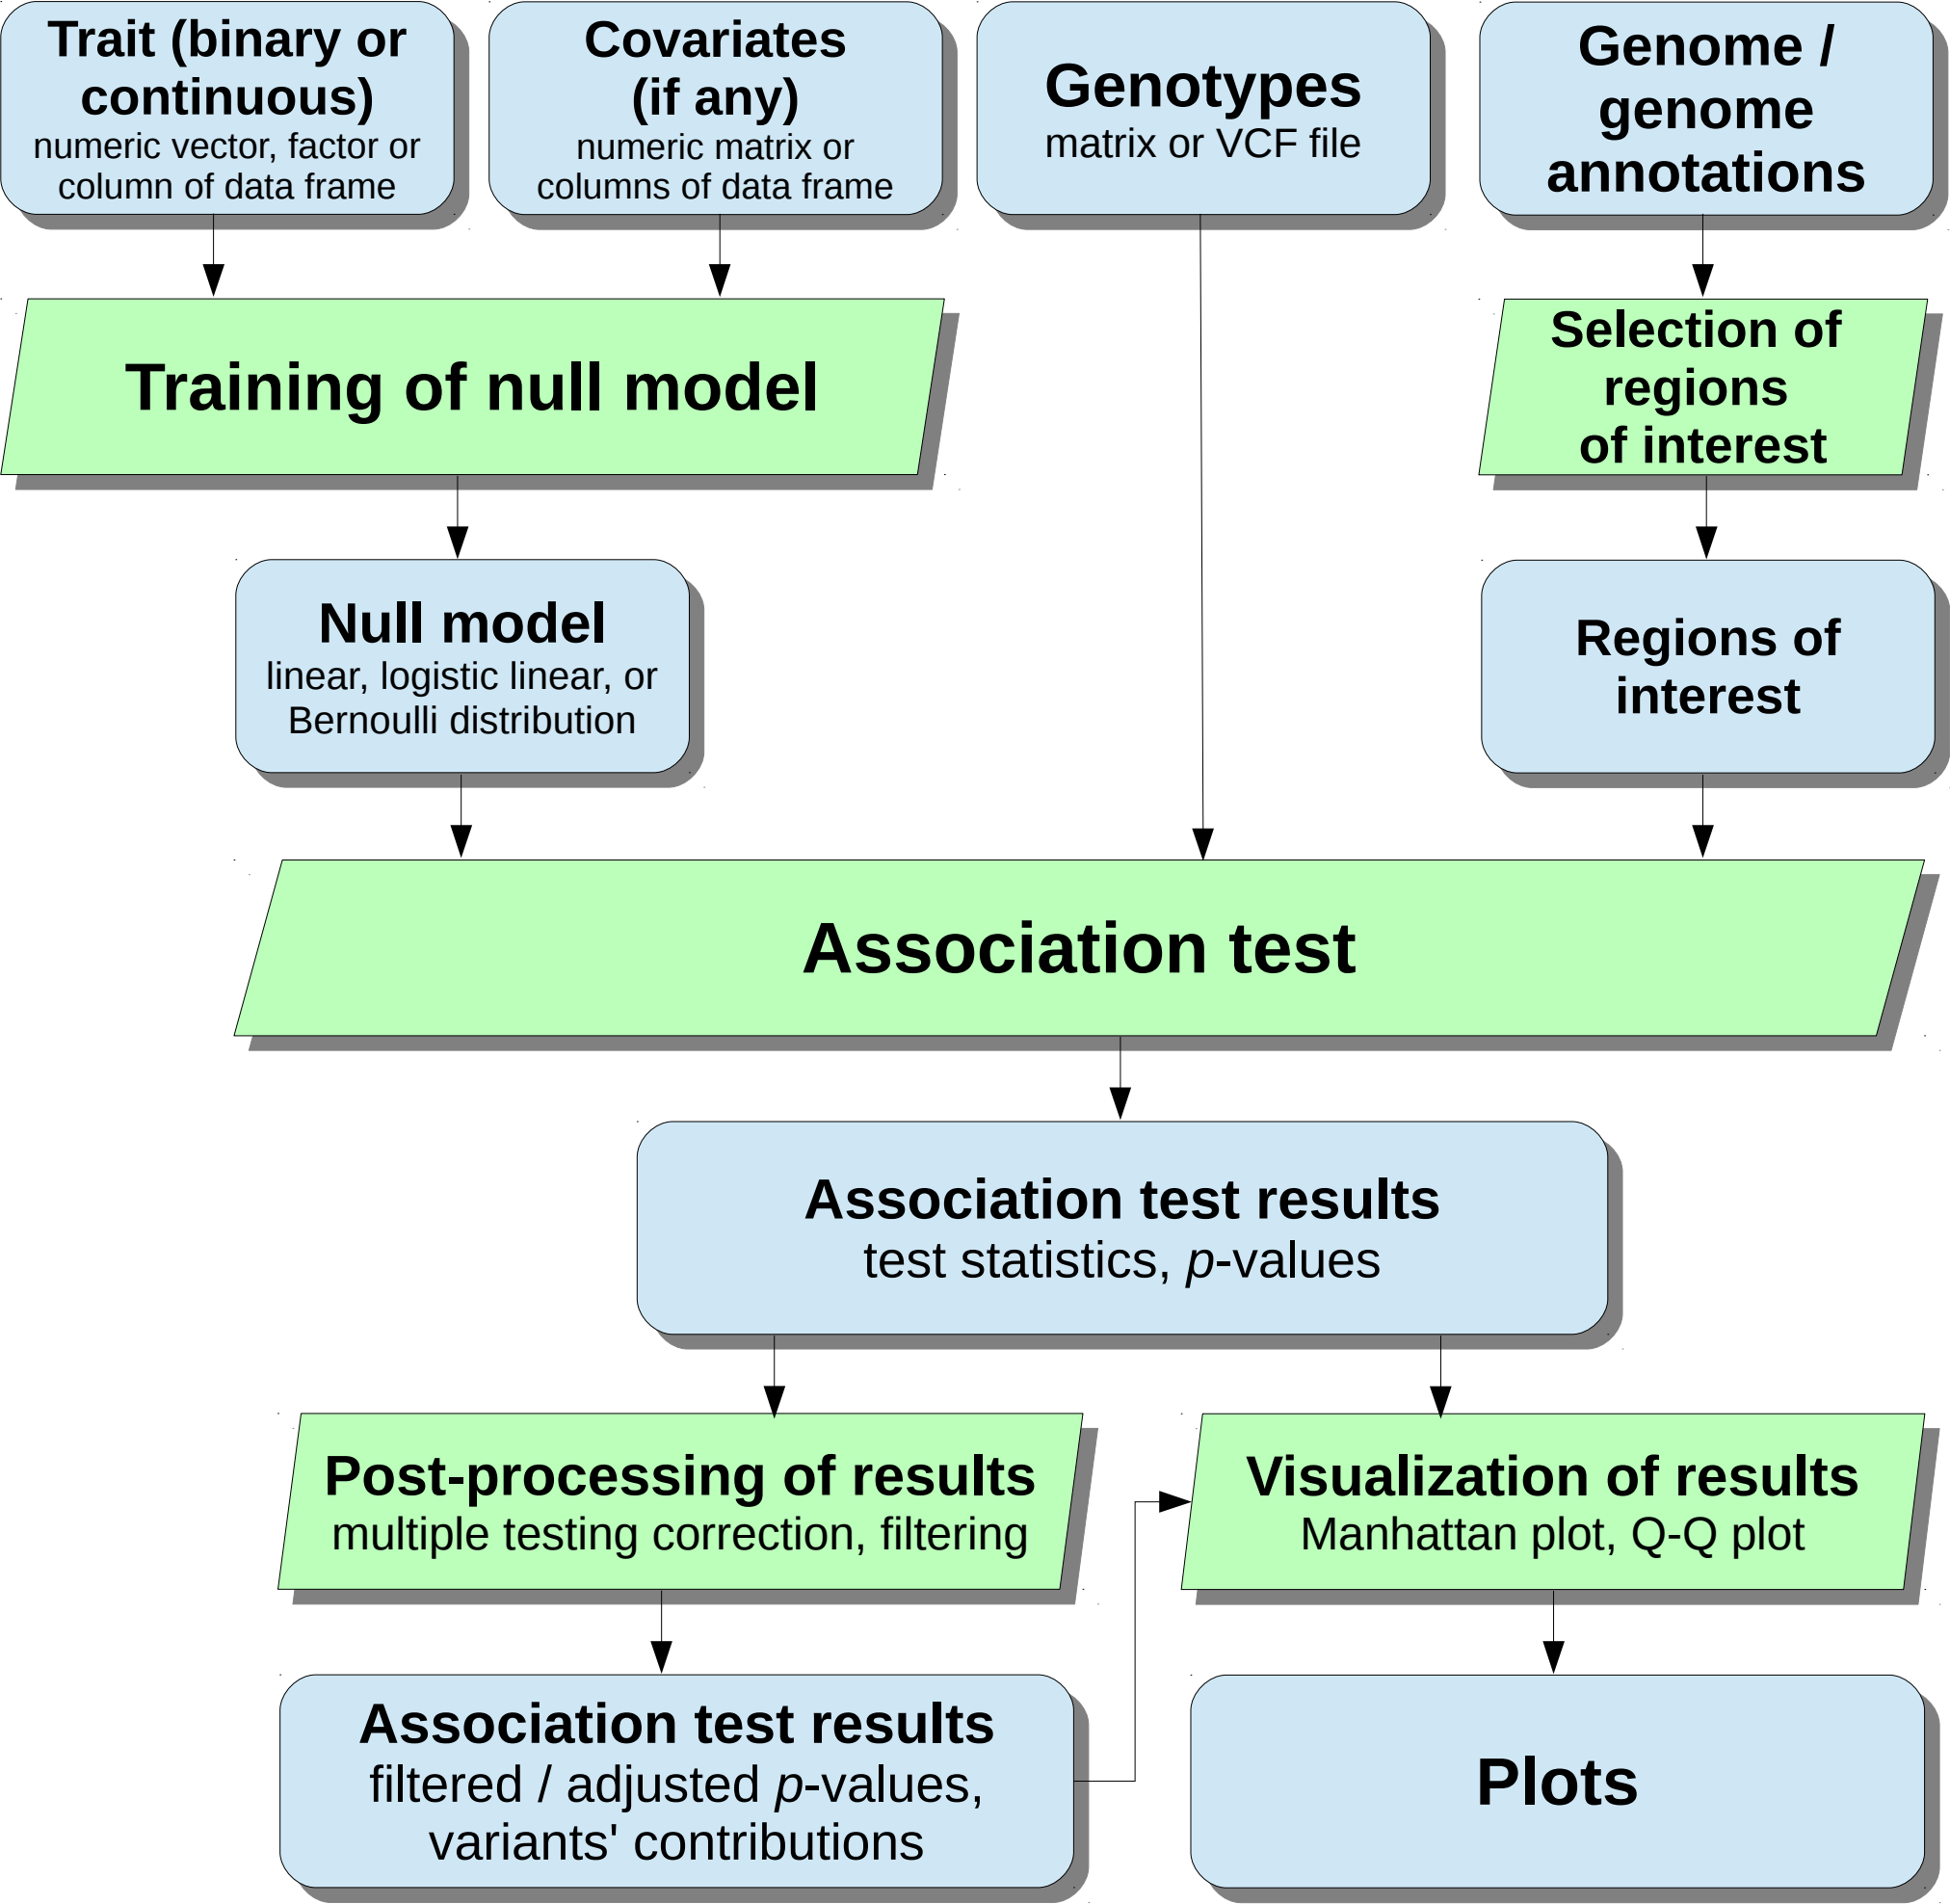 Trait (binary or
continuous)
numeric vector, factor or
column of data frame
Covariates
(if any)
numeric matrix or
columns of data frame
Genotypes
matrix or VCF file
Genome /
genome
annotations
Training of null model
Selection of
regions
of interest
Null model
linear, logistic linear, or
Bernoulli distribution
Regions of
interest
Association test
Association test results
test statistics, p-values
Post-processing of results
multiple testing correction, filtering
Visualization of results
Manhattan plot, Q-Q plot
Association test results
filtered / adjusted p-values,
variants' contributions
Plots